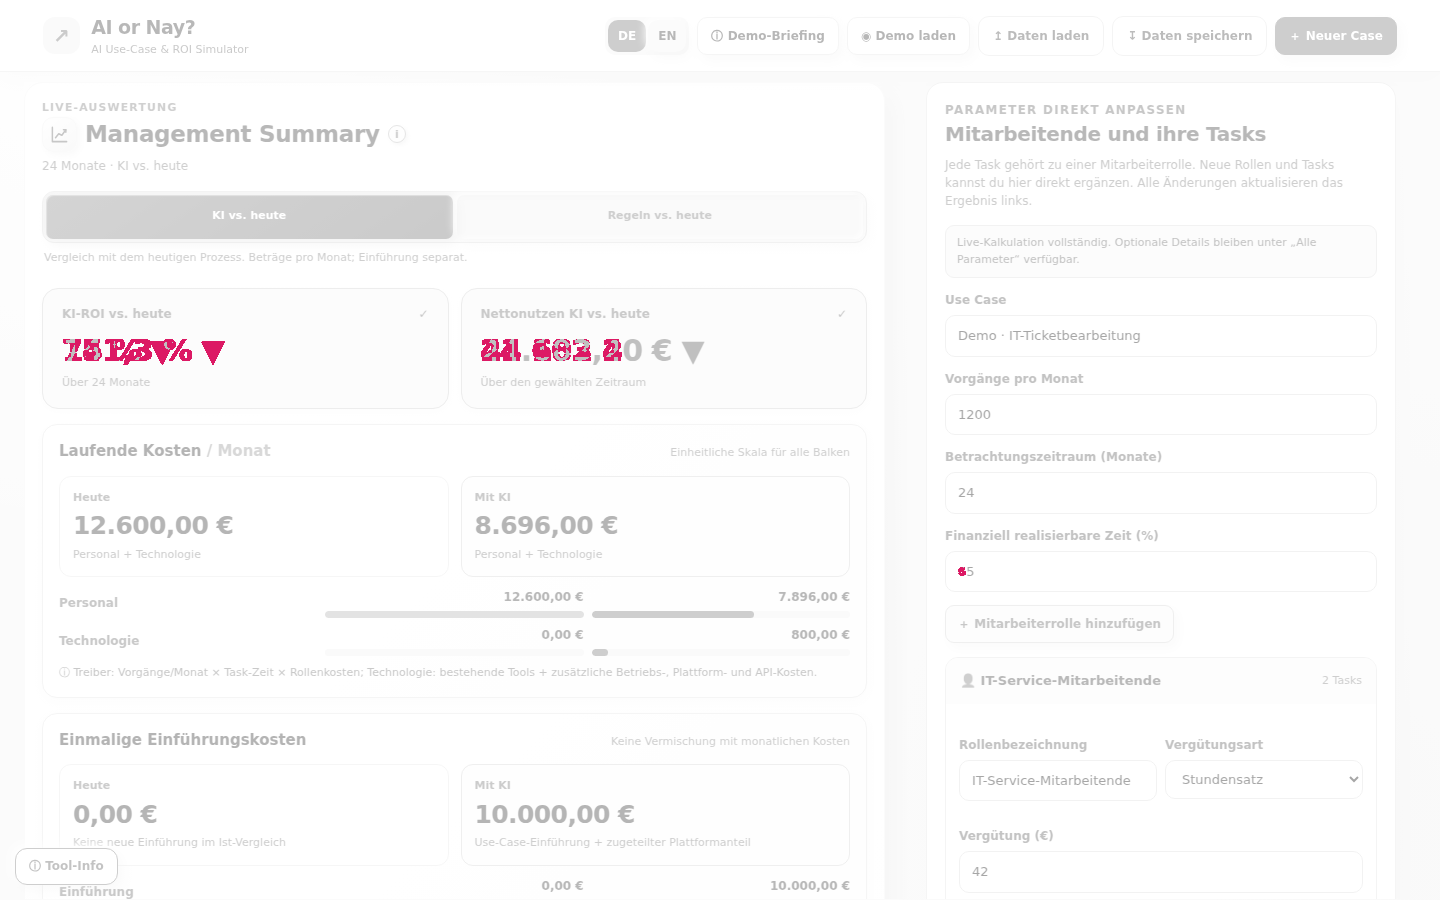 AI or Nay?
AI Use-Case & ROI Simulator
DE
EN
ⓘ Demo-Briefing
◉ Demo laden
↥ Daten laden
↧ Daten speichern
+ Neuer Case
LIVE-AUSWERTUNG
Management Summary
24 Monate · KI vs. heute
KI vs. heute
Regeln vs. heute
Vergleich mit dem heutigen Prozess. Beträge pro Monat; Einführung separat.
KI-ROI vs. heute ✓
Über 24 Monate
Nettonutzen KI vs. heute ✓
Über den gewählten Zeitraum
Laufende Kosten / Monat
Einheitliche Skala für alle Balken
Heute
12.600,00 €
Personal + Technologie
Mit KI
8.696,00 €
Personal + Technologie
Personal 12.600,00 € 7.896,00 €
Technologie 0,00 € 800,00 €
ⓘ Treiber: Vorgänge/Monat × Task-Zeit × Rollenkosten; Technologie: bestehende Tools + zusätzliche Betriebs-, Plattform- und API-Kosten.
Einmalige Einführungskosten
Keine Vermischung mit monatlichen Kosten
Heute
0,00 €
Keine neue Einführung im Ist-Vergleich
Mit KI
10.000,00 €
Use-Case-Einführung + zugeteilter Plattformanteil
Einführung 0,00 € 10.000,00 €
ⓘ Tool-Info
PARAMETER DIREKT ANPASSEN
Mitarbeitende und ihre Tasks
Jede Task gehört zu einer Mitarbeiterrolle. Neue Rollen und Tasks
kannst du hier direkt ergänzen. Alle Änderungen aktualisieren das
Ergebnis links.
Live-Kalkulation vollständig. Optionale Details bleiben unter „Alle
Parameter“ verfügbar.
Use Case
Demo · IT-Ticketbearbeitung
Vorgänge pro Monat
1200
Betrachtungszeitraum (Monate)
24
Finanziell realisierbare Zeit (%)
+ Mitarbeiterrolle hinzufügen
IT-Service-Mitarbeitende
2 Tasks
Rollenbezeichnung
IT-Service-Mitarbeitende
Vergütungsart
Stundensatz
Vergütung (€)
42